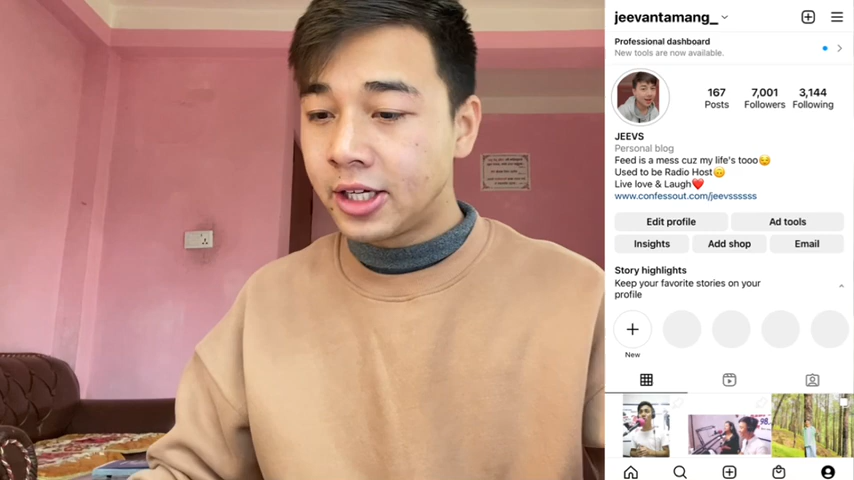 jeevantamang_
Professional dashboard
New tools are now available.
167 7,001 3,144
Posts Followers Following
JEEVS
Personal blog
Feed is a mess cuz my life's tooo😌
Used to be Radio Host🙃
Live love & Laugh❤️
www.confessout.com/jeevssssss
Edit profile Ad tools
Insights Add shop Email
Story highlights
Keep your favorite stories on your
profile
New